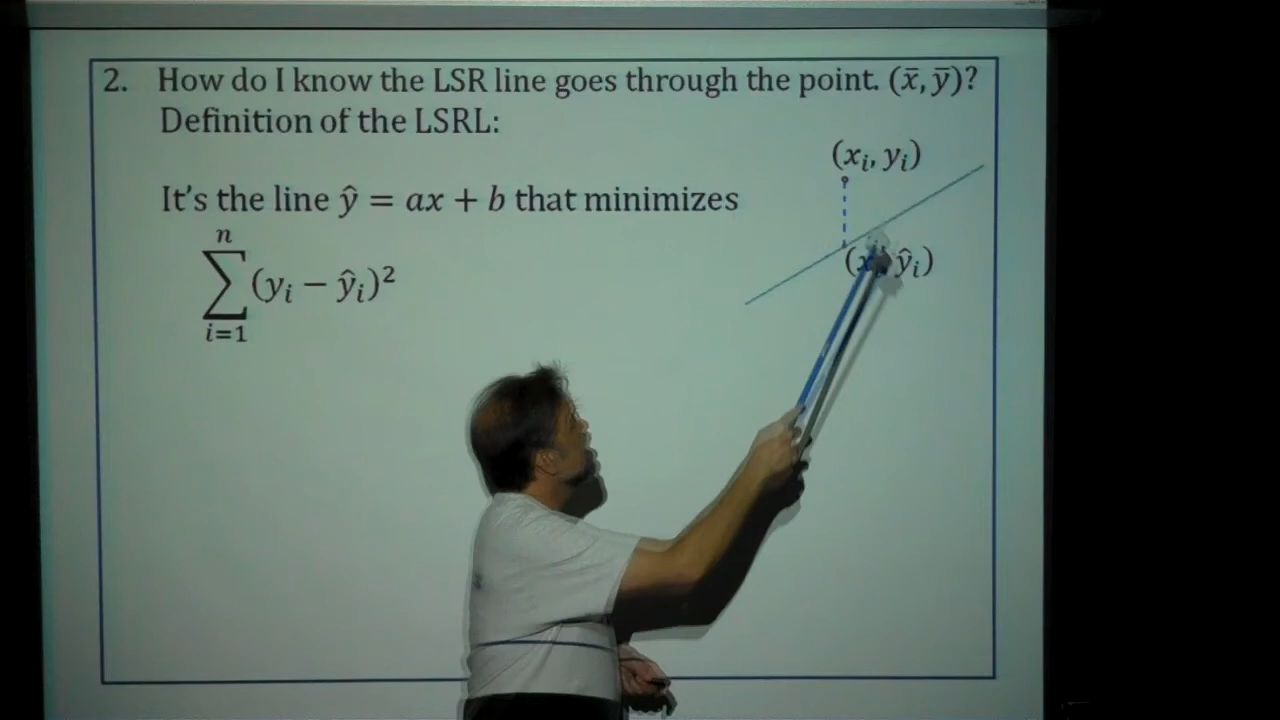 2. How do I know the LSR line goes through the point. (x̄, ȳ)?
Definition of the LSRL:
(xᵢ, yᵢ)
It's the line ŷ = ax + b that minimizes
n
∑(yᵢ − ŷᵢ)²
i=1
(x ŷᵢ)